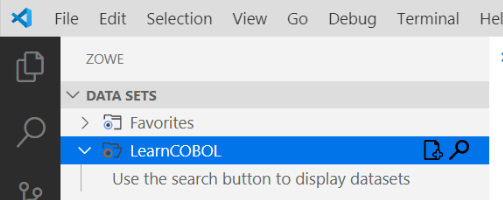 File Edit Selection View Go Debug Terminal Hel
ZOWE
DATA SETS
Favorites
LearnCOBOL
Use the search button to display datasets